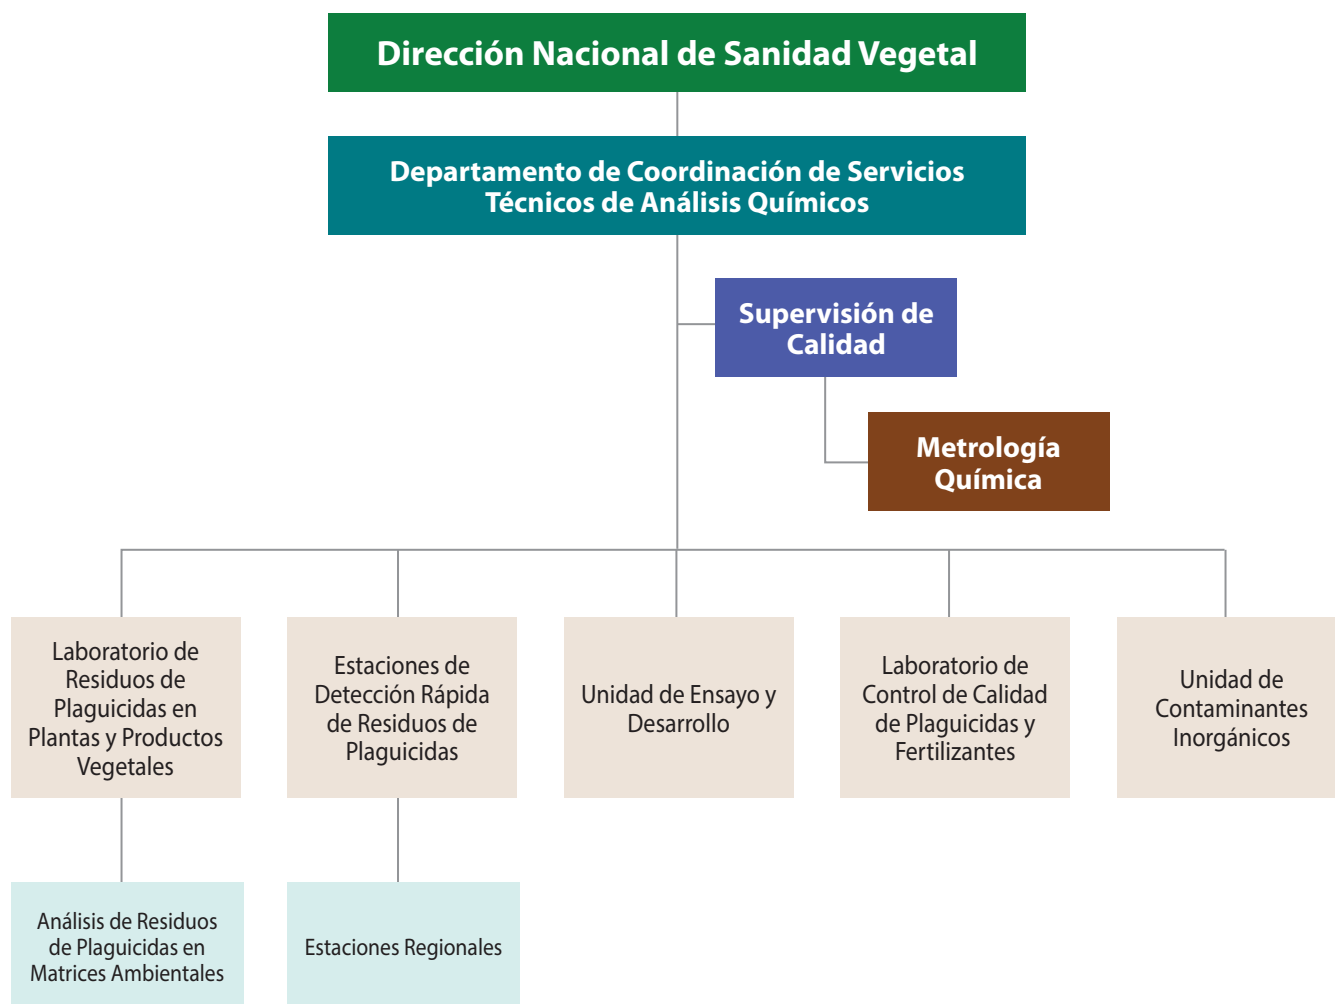 Dirección Nacional de Sanidad Vegetal
Departamento de Coordinación de Servicios
Técnicos de Análisis Químicos
Supervisión de
Calidad
Metrología
Química
Laboratorio de
Residuos de
Plaguicidas en
Plantas y Productos
Vegetales
Estaciones de
Detección Rápida
de Residuos de
Plaguicidas
Unidad de Ensayo y
Desarrollo
Laboratorio de
Control de Calidad
de Plaguicidas y
Fertilizantes
Unidad de
Contaminantes
Inorgánicos
Análisis de Residuos
de Plaguicidas en
Matrices Ambientales
Estaciones Regionales